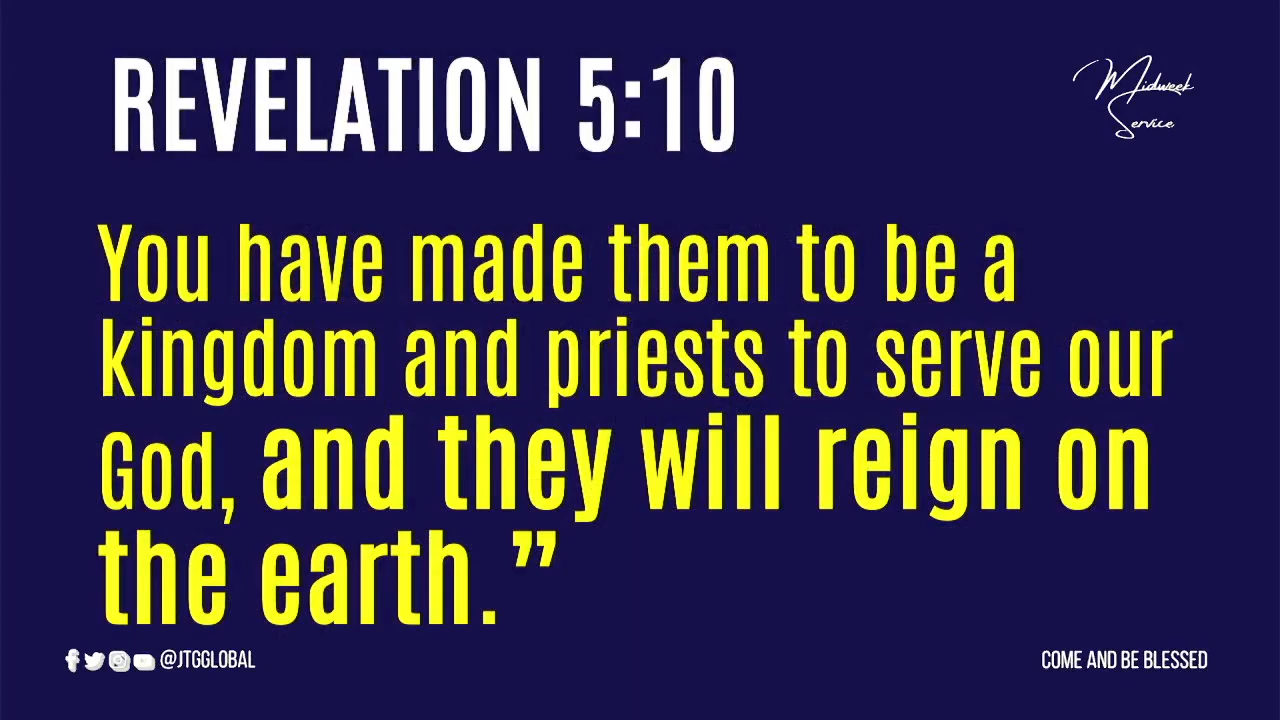 REVELATION 5:10
Midweek
Service
You have made them to be a
kingdom and priests to serve our
God, and they will reign on
the earth.”
@JTGGLOBAL
COME AND BE BLESSED